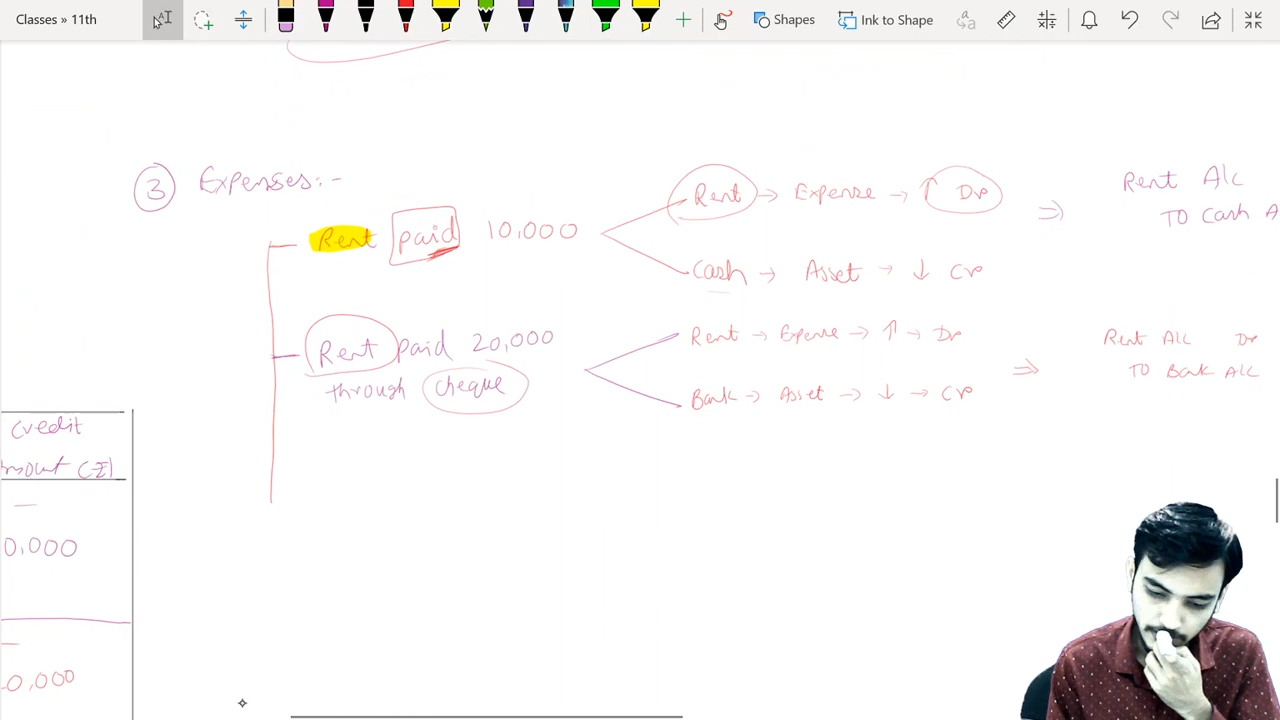 Classes » 11th
Shapes
Ink to Shape
③ Expenses:-
Rent paid 10,000
Rent → Expense → ↑ Dr
Cash → Asset → ↓ Cr
⇒ Rent A/c
TO Cash A
Rent paid 20,000
through cheque
Rent → Expense → ↑ → Dr
Bank → Asset → ↓ → Cr
⇒ Rent A/c Dr
TO Bank A/c
credit
0,000
0,000